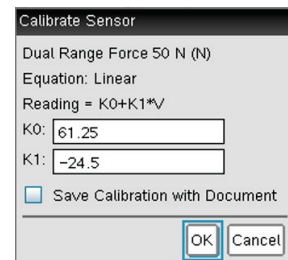 Calibrate Sensor
Dual Range Force 50 N (N)
Equation: Linear
Reading = K0+K1*V
K0: 61.25
K1: -24.5
Save Calibration with Document
OK Cancel